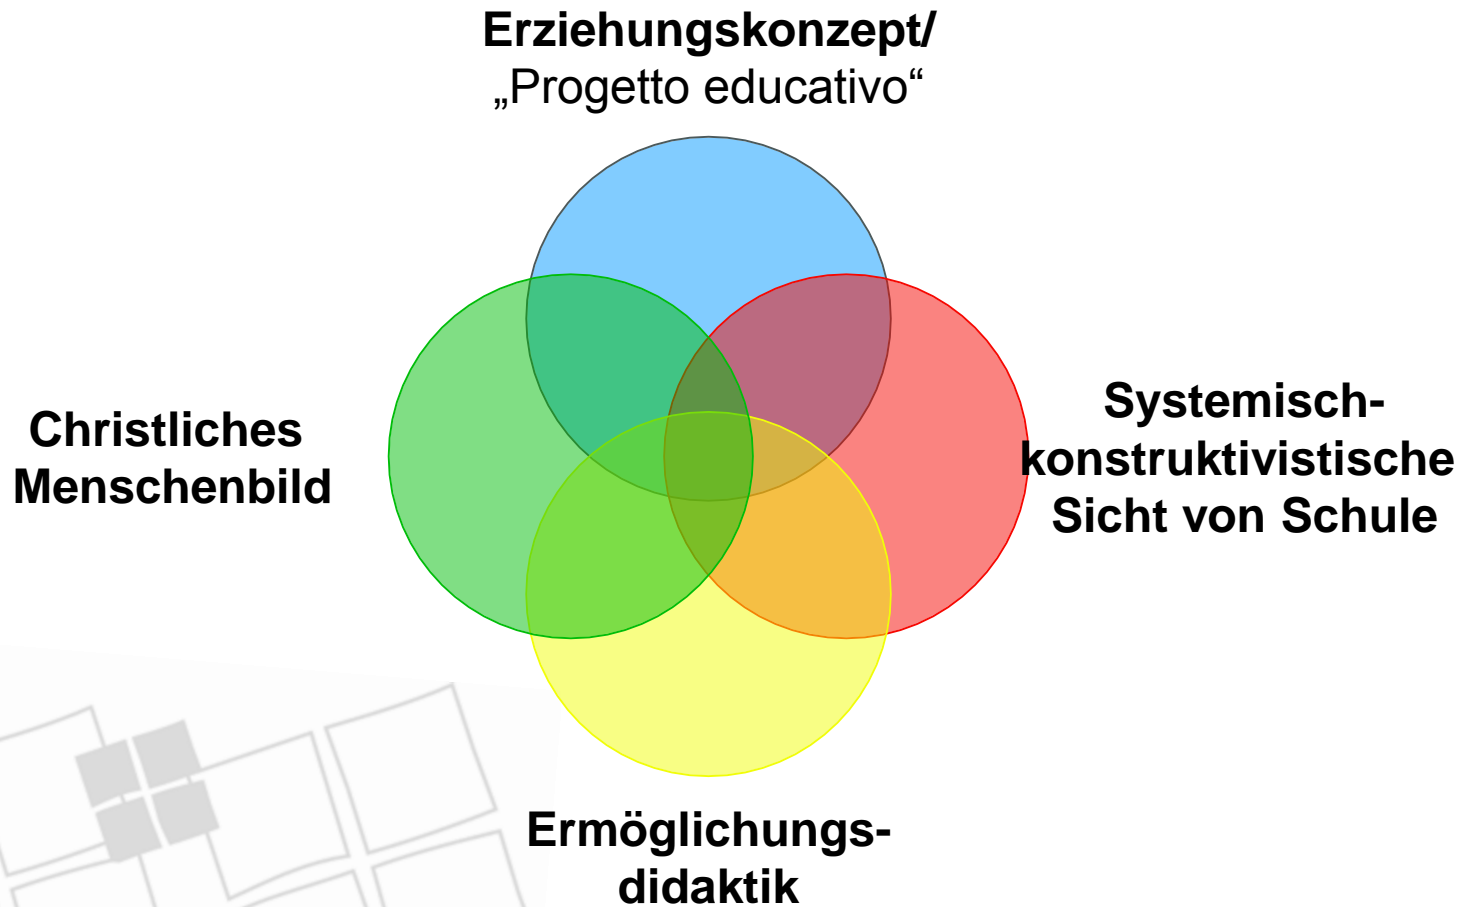 Erziehungskonzept/
„Progetto educativo“
Christliches
Menschenbild
Systemisch-
konstruktivistische
Sicht von Schule
Ermöglichungs-
didaktik